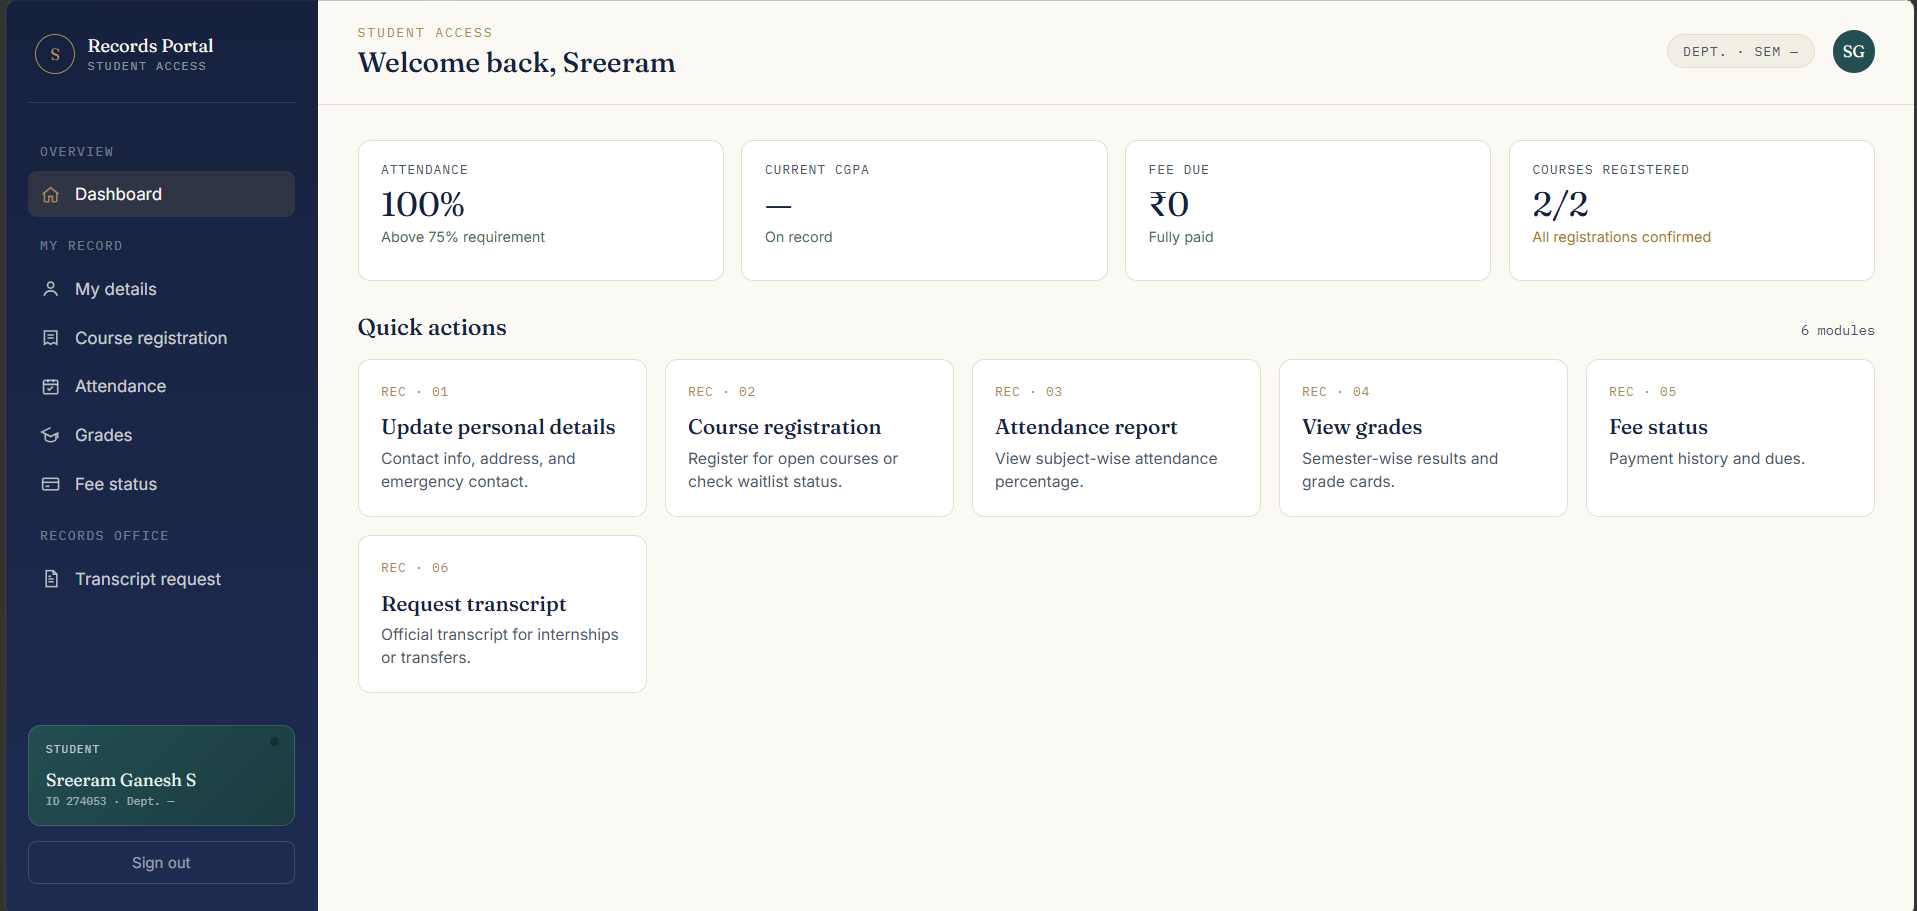 S
Records Portal
STUDENT ACCESS
OVERVIEW
Dashboard
MY RECORD
My details
Course registration
Attendance
Grades
Fee status
RECORDS OFFICE
Transcript request
STUDENT
Sreeram Ganesh S
ID 274053 · Dept. —
Sign out
STUDENT ACCESS
Welcome back, Sreeram
DEPT. · SEM —
SG
ATTENDANCE
100%
Above 75% requirement
CURRENT CGPA
—
On record
FEE DUE
₹0
Fully paid
COURSES REGISTERED
2/2
All registrations confirmed
Quick actions
6 modules
REC · 01
Update personal details
Contact info, address, and
emergency contact.
REC · 02
Course registration
Register for open courses or
check waitlist status.
REC · 03
Attendance report
View subject-wise attendance
percentage.
REC · 04
View grades
Semester-wise results and
grade cards.
REC · 05
Fee status
Payment history and dues.
REC · 06
Request transcript
Official transcript for internships
or transfers.